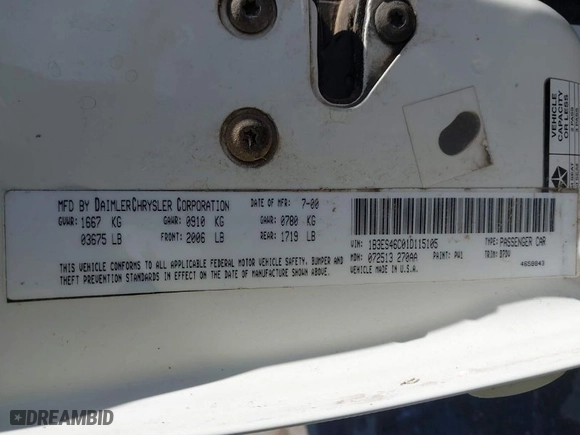 MFD BY DAIMLERCHRYSLER CORPORATION DATE OF MFR: 7-00
GVWR: 1667 KG GAWR: 0910 KG GAWR: 0780 KG
03675 LB FRONT: 2006 LB REAR: 1719 LB
THIS VEHICLE CONFORMS TO ALL APPLICABLE FEDERAL MOTOR VEHICLE SAFETY, BUMPER AND
THEFT PREVENTION STANDARDS IN EFFECT ON THE DATE OF MANUFACTURE SHOWN ABOVE.
VIN: 1B3ES46C01D115105 TYPE: PASSENGER CAR
MDH: 072513 270AA PAINT: PW1 TRIM:
MADE IN U.S.A. 4658843
VEHICLE
CAPACITY
OR LESS
DREAMBID